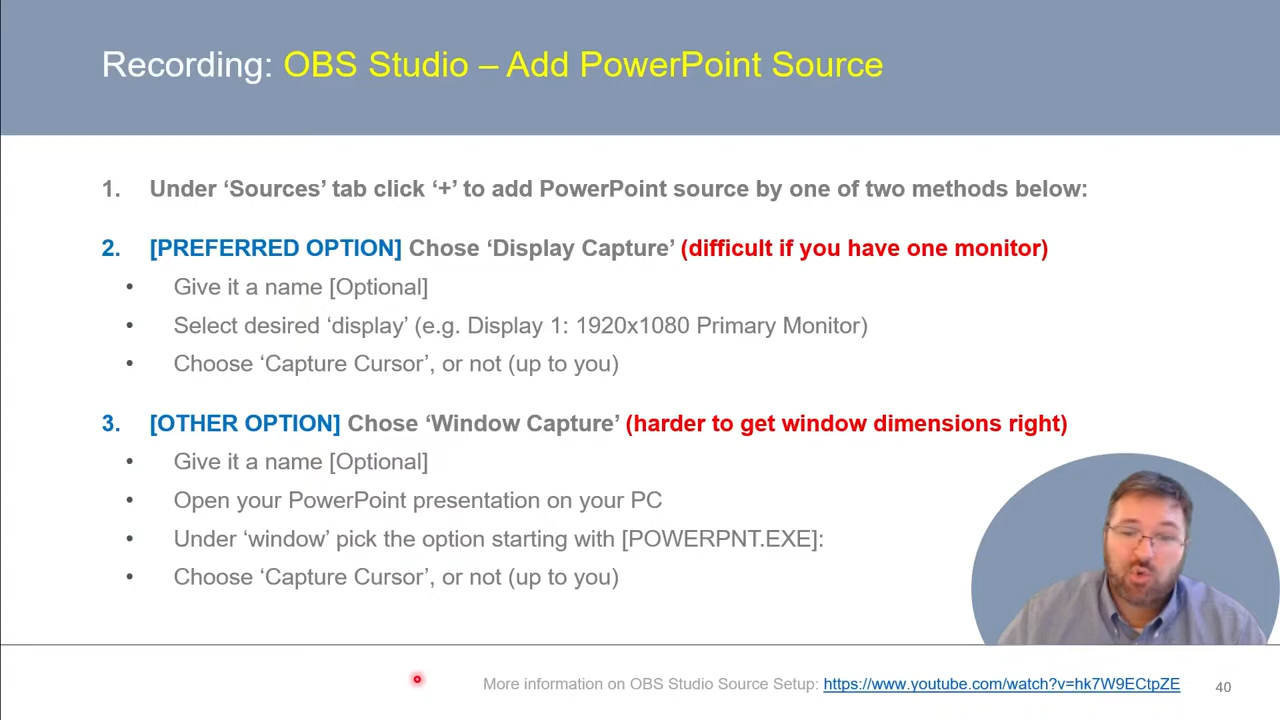 Recording: OBS Studio – Add PowerPoint Source
1. Under ‘Sources’ tab click ‘+’ to add PowerPoint source by one of two methods below:
2. [PREFERRED OPTION] Chose ‘Display Capture’ (difficult if you have one monitor)
• Give it a name [Optional]
• Select desired ‘display’ (e.g. Display 1: 1920x1080 Primary Monitor)
• Choose ‘Capture Cursor’, or not (up to you)
3. [OTHER OPTION] Chose ‘Window Capture’ (harder to get window dimensions right)
• Give it a name [Optional]
• Open your PowerPoint presentation on your PC
• Under ‘window’ pick the option starting with [POWERPNT.EXE]:
• Choose ‘Capture Cursor’, or not (up to you)
More information on OBS Studio Source Setup: https://www.youtube.com/watch?v=hk7W9ECtpZE 40